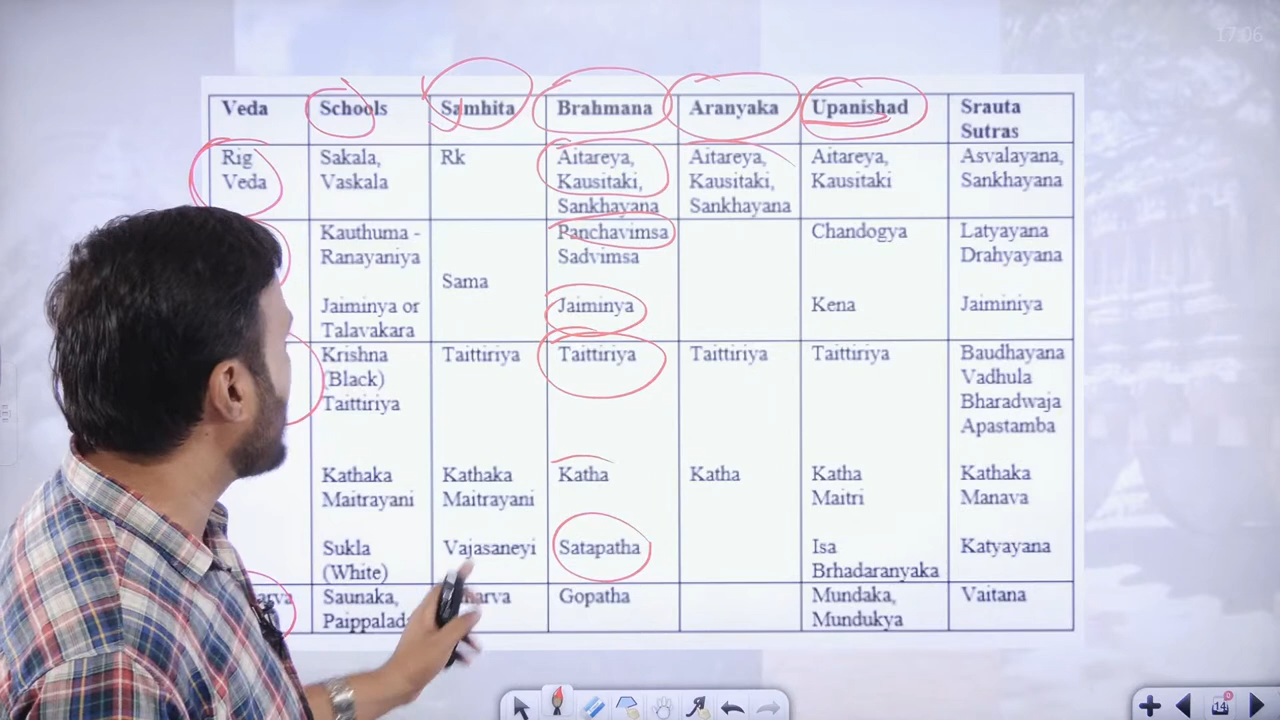 17:06
Veda Schools Samhita Brahmana Aranyaka Upanishad Srauta
Sutras
Rig Sakala, Rk Aitareya, Aitareya, Aitareya, Asvalayana,
Veda Vaskala Kausitaki, Kausitaki, Kausitaki Sankhayana
Sankhayana Sankhayana
Kauthuma - Panchavimsa Chandogya Latyayana
Ranayaniya Sadvimsa Drahyayana
Sama
Jaiminya or Jaiminya Kena Jaiminiya
Talavakara
Krishna Taittiriya Taittiriya Taittiriya Taittiriya Baudhayana
(Black) Vadhula
Taittiriya Bharadwaja
Apastamba
Kathaka Kathaka Katha Katha Katha Kathaka
Maitrayani Maitrayani Maitri Manava
Sukla Vajasaneyi Satapatha Isa Katyayana
(White) Brhadaranyaka
Saunaka, Gopatha Mundaka, Vaitana
Mundukya
14